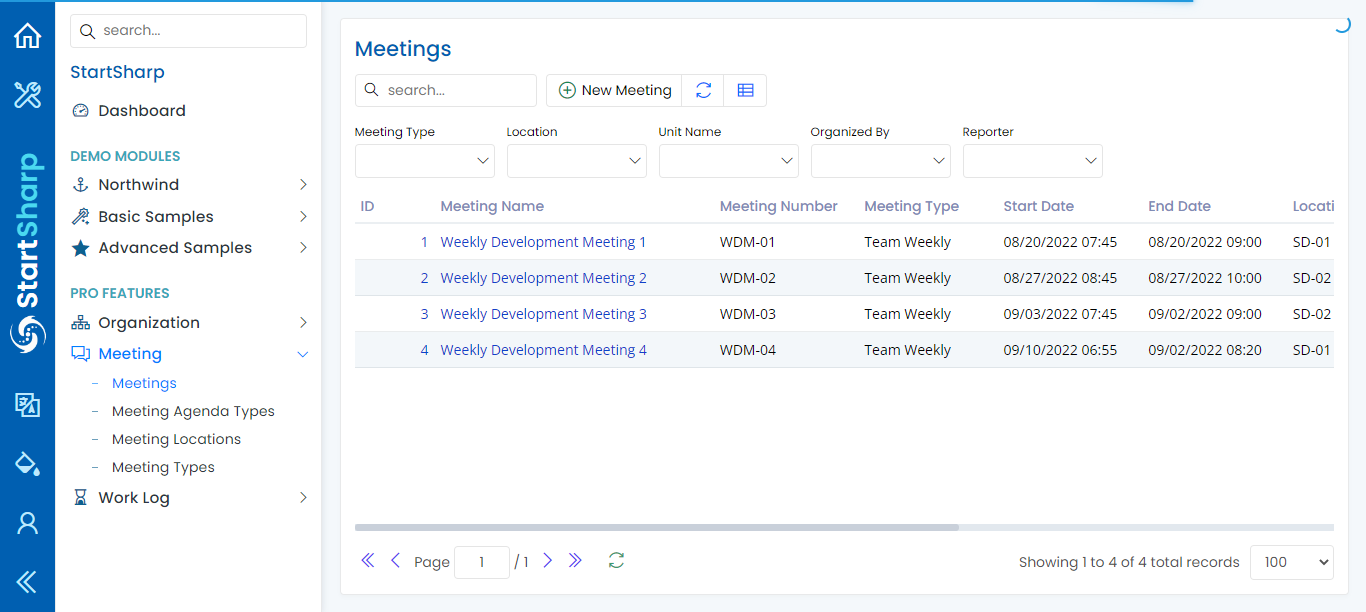 StartSharp
search...
StartSharp
Dashboard
DEMO MODULES
Northwind
Basic Samples
Advanced Samples
PRO FEATURES
Organization
Meeting
Meetings
Meeting Agenda Types
Meeting Locations
Meeting Types
Work Log
Meetings
search...
New Meeting
Meeting Type Location Unit Name Organized By Reporter
ID Meeting Name Meeting Number Meeting Type Start Date End Date Locati
1 Weekly Development Meeting 1 WDM-01 Team Weekly 08/20/2022 07:45 08/20/2022 09:00 SD-01
2 Weekly Development Meeting 2 WDM-02 Team Weekly 08/27/2022 08:45 08/27/2022 10:00 SD-02
3 Weekly Development Meeting 3 WDM-03 Team Weekly 09/03/2022 07:45 09/02/2022 09:00 SD-02
4 Weekly Development Meeting 4 WDM-04 Team Weekly 09/10/2022 06:55 09/02/2022 08:20 SD-01
Page 1 / 1 Showing 1 to 4 of 4 total records 100